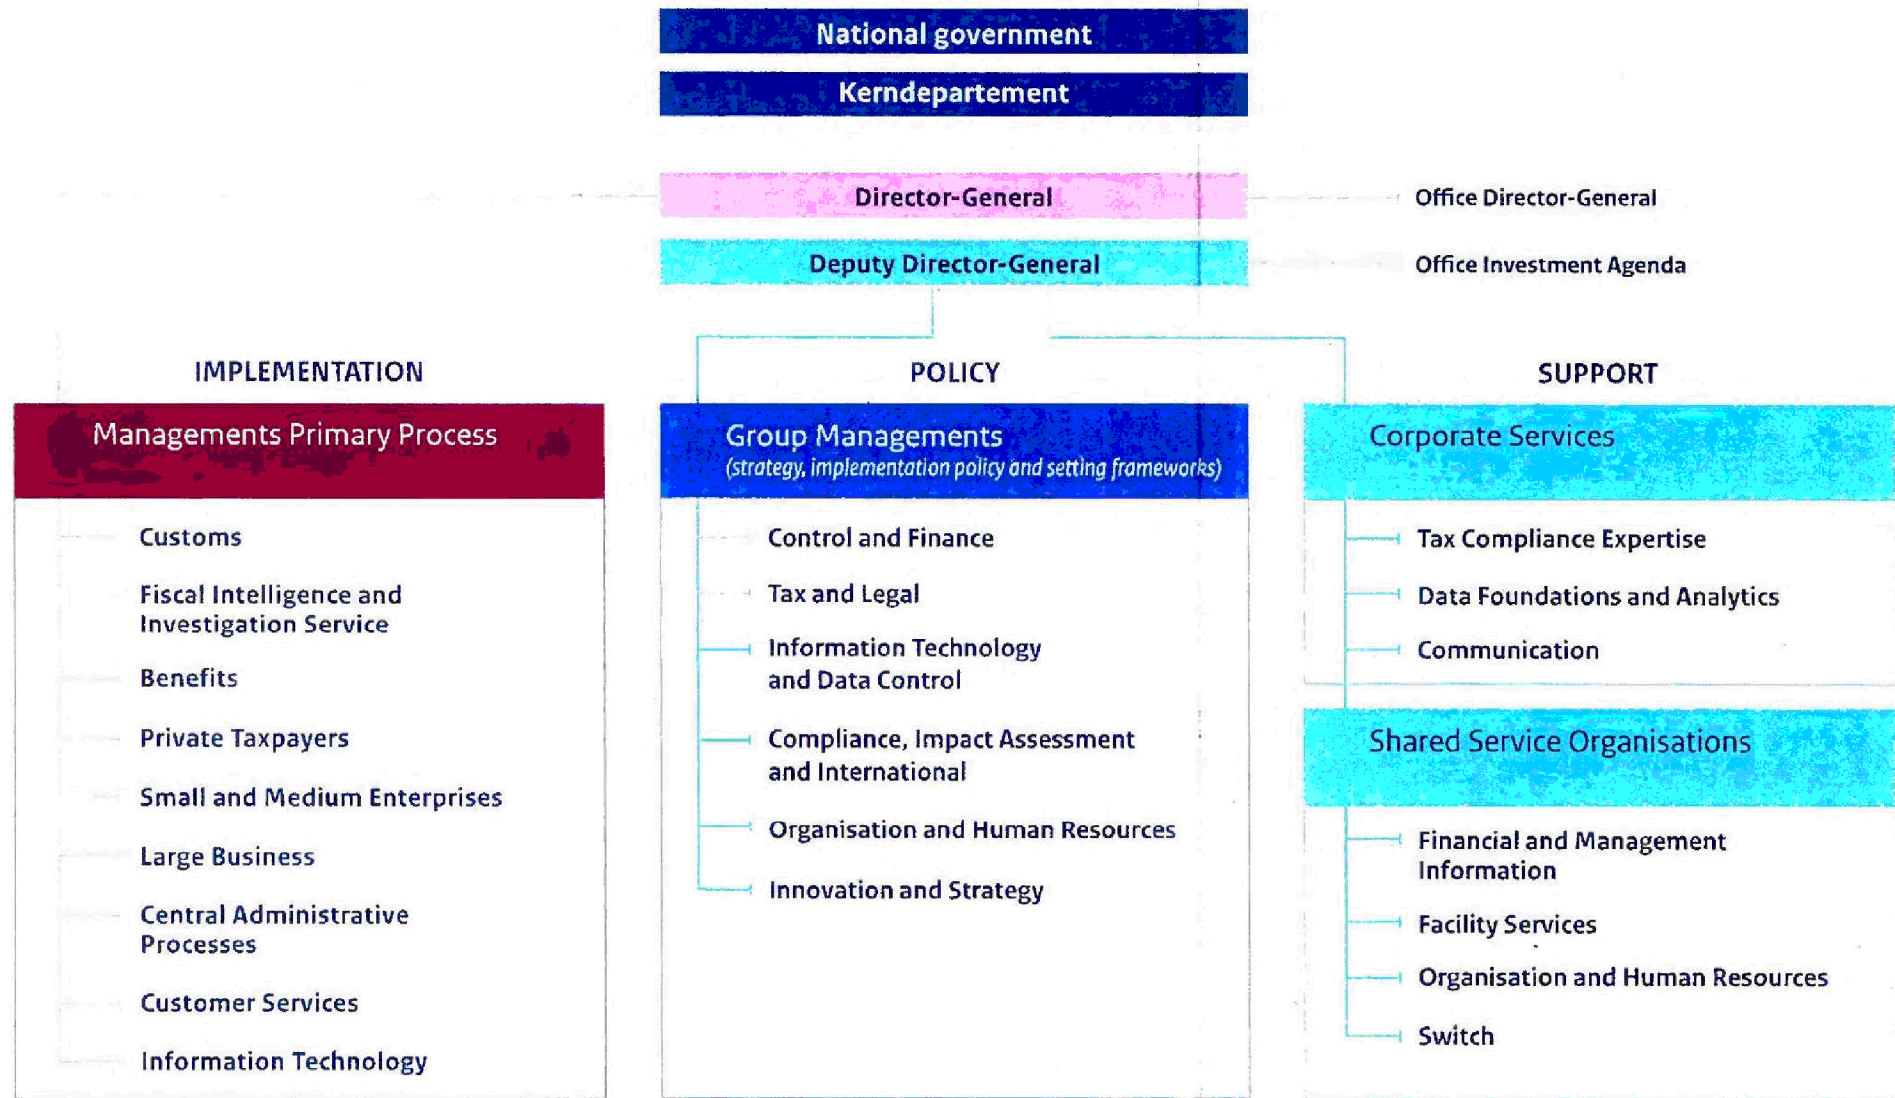 National government
Kerndepartement
Director-General
Office Director-General
Deputy Director-General
Office Investment Agenda
IMPLEMENTATION
Managements Primary Process
Customs
Fiscal Intelligence and
Investigation Service
Benefits
Private Taxpayers
Small and Medium Enterprises
Large Business
Central Administrative
Processes
Customer Services
Information Technology
POLICY
Group Managements
(strategy, implementation policy and setting frameworks)
Control and Finance
Tax and Legal
Information Technology
and Data Control
Compliance, Impact Assessment
and International
Organisation and Human Resources
Innovation and Strategy
SUPPORT
Corporate Services
Tax Compliance Expertise
Data Foundations and Analytics
Communication
Shared Service Organisations
Financial and Management
Information
Facility Services
Organisation and Human Resources
Switch